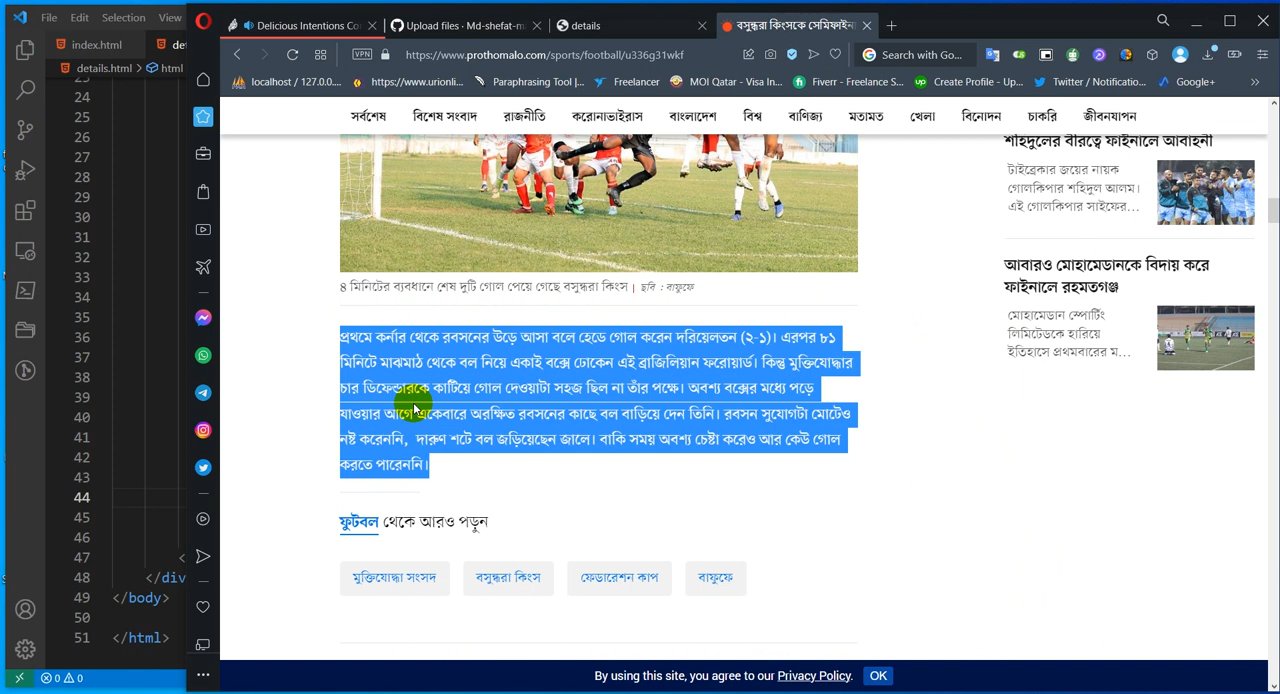 File Edit Selection View
index.html
det
details.html > html
Delicious Intentions Co
Upload files · Md-shefat-m
details
বসুন্ধরা কিংসকে সেমিফাইন
VPN
https://www.prothomalo.com/sports/football/u336g31wkf
Search with Go...
localhost / 127.0.0...
https://www.urionli...
Paraphrasing Tool |...
Freelancer
MOI Qatar - Visa In...
Fiverr - Freelance S...
Create Profile - Up...
Twitter / Notificatio...
Google+
সর্বশেষ বিশেষ সংবাদ রাজনীতি করোনাভাইরাস বাংলাদেশ বিশ্ব বাণিজ্য মতামত খেলা বিনোদন চাকরি জীবনযাপন
24
25
26
27
28
29
30
31
32
33
34
35
36
37
38
39
40
41
42
43
44
45
46
47 <
48 </div
49 </body>
50
51 </html>
0 0
৪ মিনিটের ব্যবধানে শেষ দুটি গোল পেয়ে গেছে বসুন্ধরা কিংস | ছবি : বাফুফে
প্রথমে কর্নার থেকে রবসনের উড়ে আসা বলে হেডে গোল করেন দরিয়েলতন (২-১)। এরপর ৮১
মিনিটে মাঝমাঠ থেকে বল নিয়ে একাই বক্সে ঢোকেন এই ব্রাজিলিয়ান ফরোয়ার্ড। কিন্তু মুক্তিযোদ্ধার
চার ডিফেন্ডারকে কাটিয়ে গোল দেওয়াটা সহজ ছিল না তাঁর পক্ষে। অবশ্য বক্সের মধ্যে পড়ে
যাওয়ার আগে একেবারে অরক্ষিত রবসনের কাছে বল বাড়িয়ে দেন তিনি। রবসন সুযোগটা মোটেও
নষ্ট করেননি, দারুণ শটে বল জড়িয়েছেন জালে। বাকি সময় অবশ্য চেষ্টা করেও আর কেউ গোল
করতে পারেননি।
ফুটবল থেকে আরও পড়ুন
মুক্তিযোদ্ধা সংসদ
বসুন্ধরা কিংস
ফেডারেশন কাপ
বাফুফে
শহিদুলের বীরত্বে ফাইনালে আবাহনী
টাইব্রেকার জয়ের নায়ক
গোলকিপার শহিদুল আলম।
এই গোলকিপার সাইফের...
আবারও মোহামেডানকে বিদায় করে
ফাইনালে রহমতগঞ্জ
মোহামেডান স্পোর্টিং
লিমিটেডকে হারিয়ে
ইতিহাসে প্রথমবারের ম...
By using this site, you agree to our Privacy Policy. OK